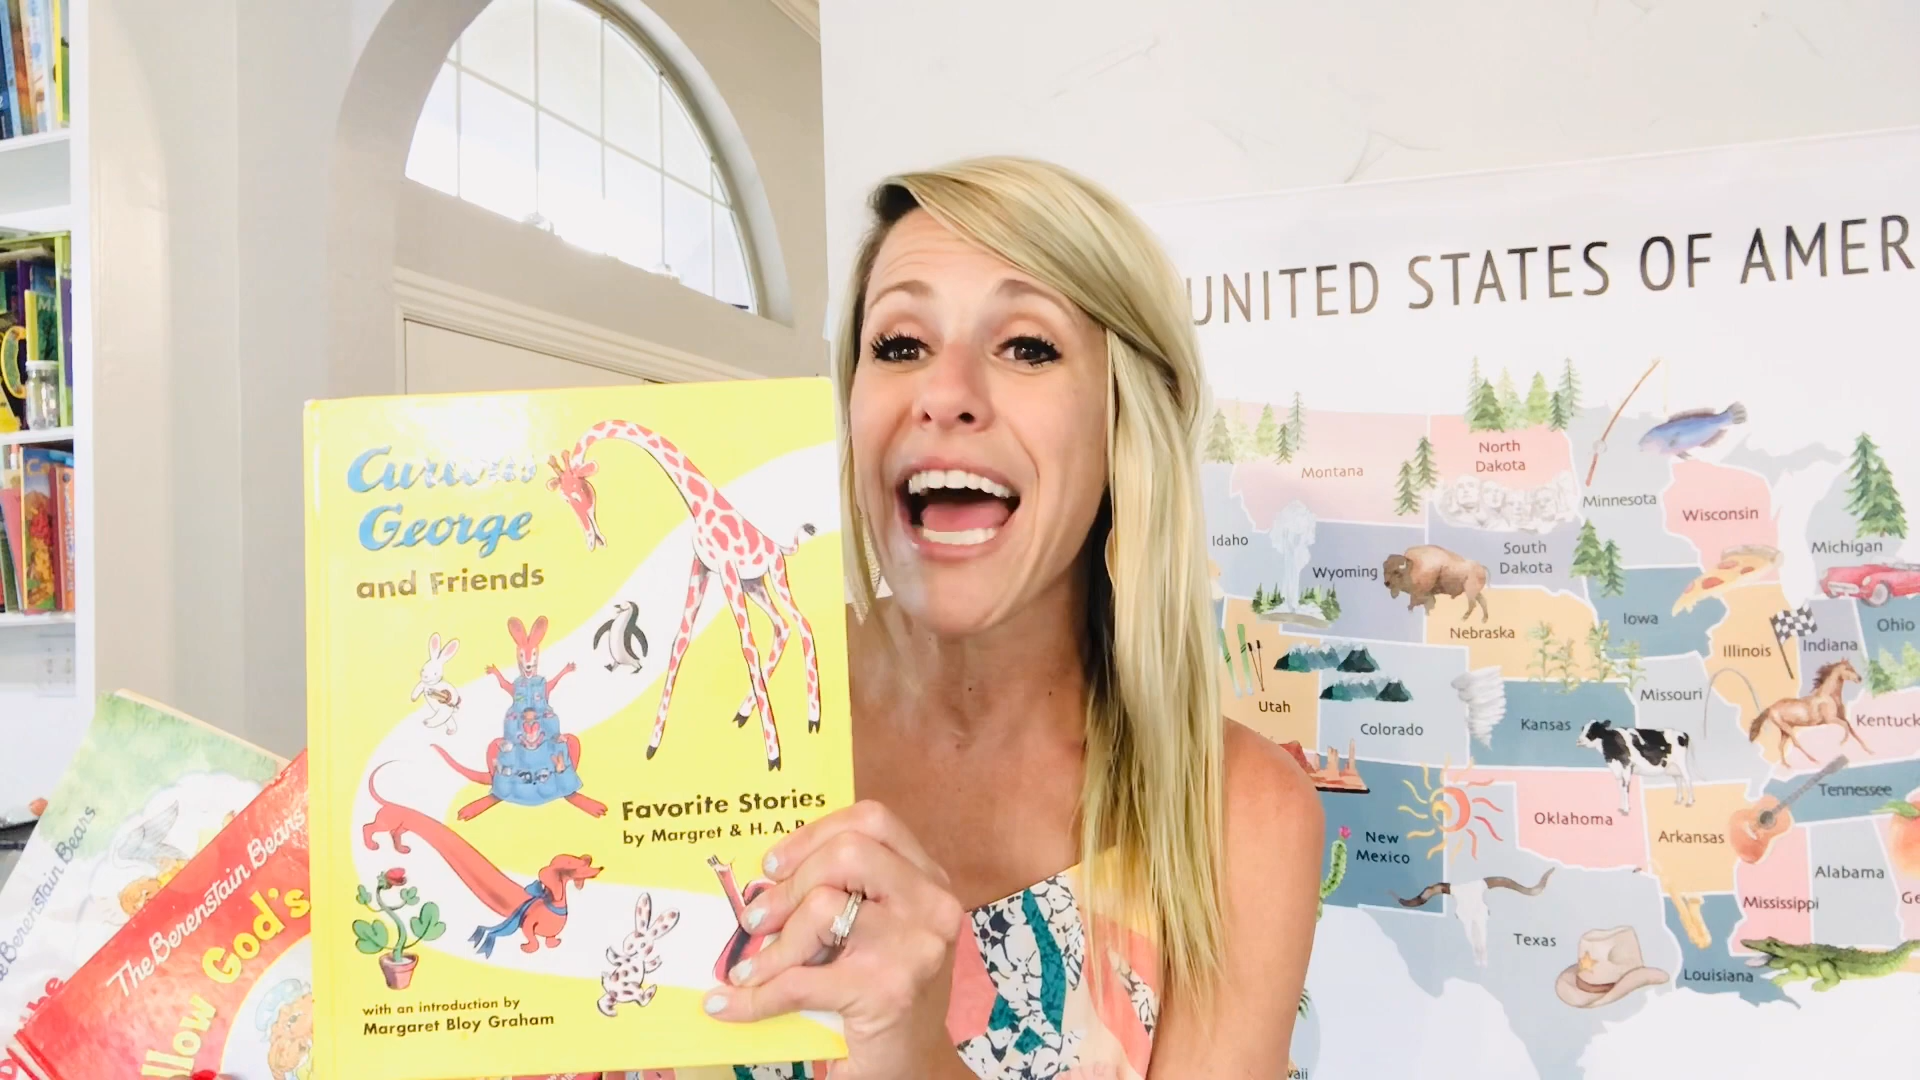 Curious
George
and Friends
Favorite Stories
by Margret & H. A.
with an introduction by
Margaret Bloy Graham
The Berenstain Bears
God's
Berenstain Bears
the
UNITED STATES OF AMER
Montana
North
Dakota
Minnesota
Wisconsin
Michigan
Idaho
Wyoming
South
Dakota
Iowa
Nebraska
Illinois
Indiana
Ohio
Utah
Colorado
Kansas
Missouri
Kentuck
Tennessee
Oklahoma
Arkansas
New
Mexico
Alabama
Mississippi
Ge
Texas
Louisiana